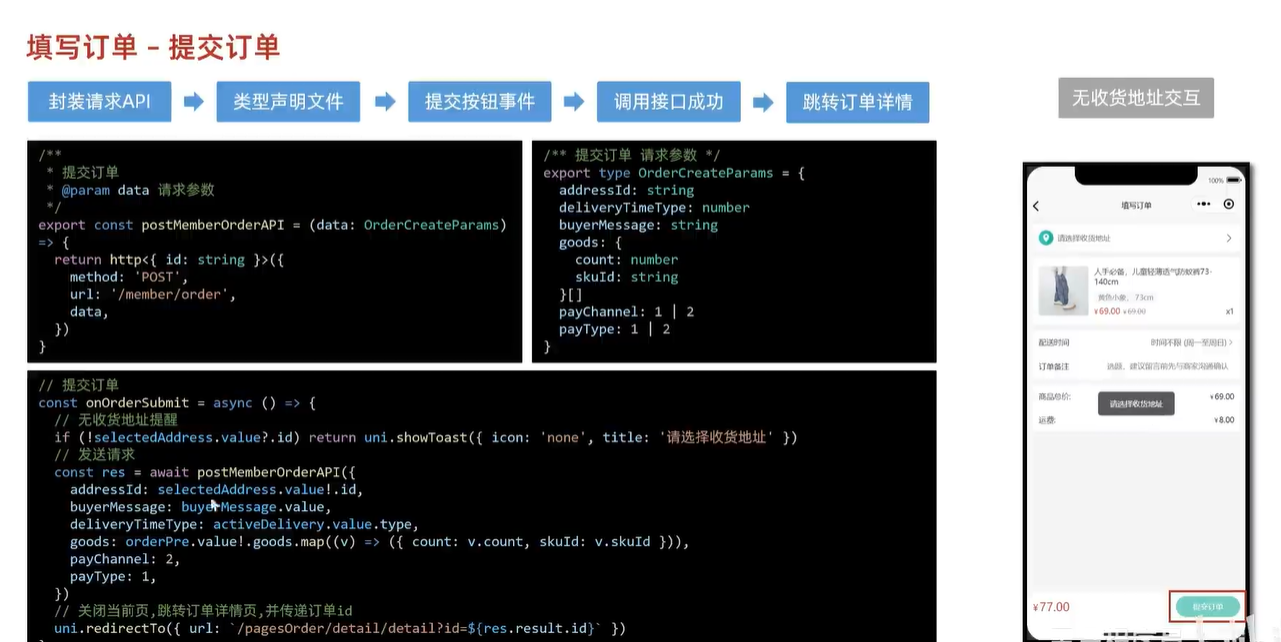 填写订单 – 提交订单
封装请求API
类型声明文件
提交按钮事件
调用接口成功
跳转订单详情
无收货地址交互
/**
* 提交订单
* @param data 请求参数
*/
export const postMemberOrderAPI = (data: OrderCreateParams)
=> {
return http<{ id: string }>({
method: 'POST',
url: '/member/order',
data,
})
}
/** 提交订单 请求参数 */
export type OrderCreateParams = {
addressId: string
deliveryTimeType: number
buyerMessage: string
goods: {
count: number
skuId: string
}[]
payChannel: 1 | 2
payType: 1 | 2
}
// 提交订单
const onOrderSubmit = async () => {
// 无收货地址提醒
if (!selectedAddress.value?.id) return uni.showToast({ icon: 'none', title: '请选择收货地址' })
// 发送请求
const res = await postMemberOrderAPI({
addressId: selectedAddress.value!.id,
buyerMessage: buyerMessage.value,
deliveryTimeType: activeDelivery.value.type,
goods: orderPre.value!.goods.map((v) => ({ count: v.count, skuId: v.skuId })),
payChannel: 2,
payType: 1,
})
// 关闭当前页,跳转订单详情页,并传递订单id
uni.redirectTo({ url: `/pagesOrder/detail/detail?id=${res.result.id}` })
100%
填写订单
请选择收货地址
人手必备，儿童轻薄透气防蚊裤73-
140cm
黄色小象，73cm
¥69.00 ¥69.00
x1
配送时间
时间不限 (周一至周日)
订单备注
选题，建议留言前先与商家沟通确认
商品总价:
¥69.00
请选择收货地址
运费:
¥8.00
¥77.00
提交订单